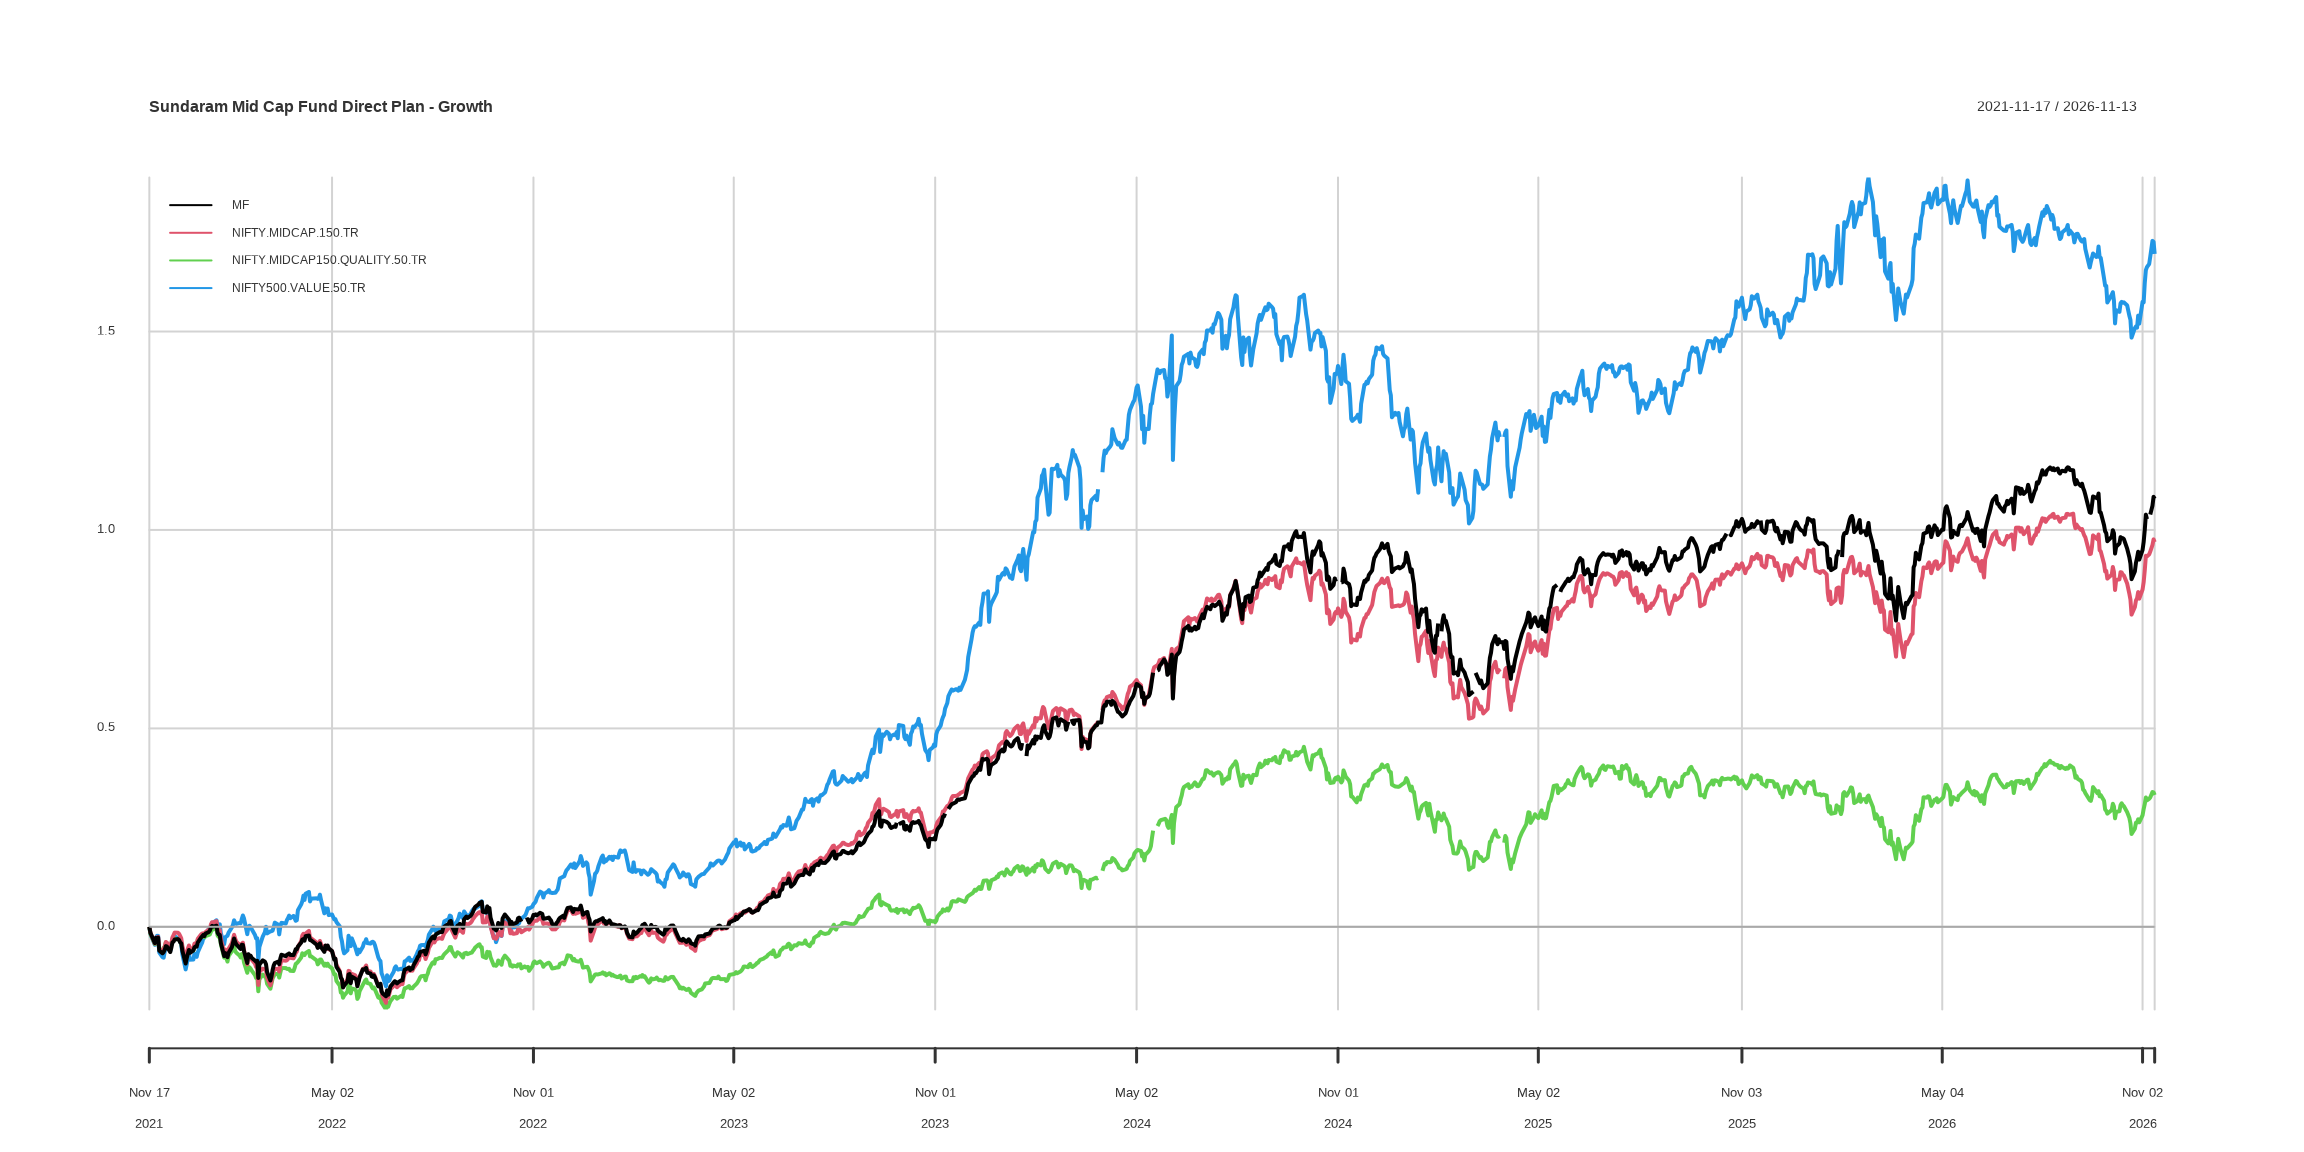 Sundaram Mid Cap Fund Direct Plan - Growth
2021-11-17 / 2026-11-13
MF
NIFTY.MIDCAP.150.TR
NIFTY.MIDCAP150.QUALITY.50.TR
NIFTY500.VALUE.50.TR
1.5
1.0
0.5
0.0
Nov 17 May 02 Nov 01 May 02 Nov 01 May 02 Nov 01 May 02 Nov 03 May 04 Nov 02
2021 2022 2022 2023 2023 2024 2024 2025 2025 2026 2026